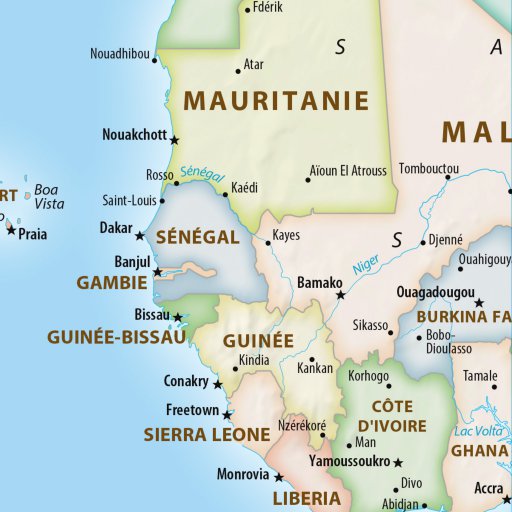 Fdérik
Nouadhibou
S
A
Atar
MAURITANIE
Nouakchott
MAL
Rosso
Sénégal
Aïoun El Atrouss
Tombouctou
RT
Boa
Vista
Kaédi
Saint-Louis
Praia
Dakar
SÉNÉGAL
Kayes
S
Djenné
Banjul
Niger
Ouahigouy
GAMBIE
Bamako
Ouagadougou
Bissau
BURKINA FA
GUINÉE-BISSAU
GUINÉE
Sikasso
Bobo-
Dioulasso
Kindia
Kankan
Korhogo
Tamale
Conakry
Freetown
CÔTE
D'IVOIRE
SIERRA LEONE
Nzérékoré
Man
Lac Volta
GHANA
Yamoussoukro
Monrovia
Divo
Accra
LIBERIA
Abidjan